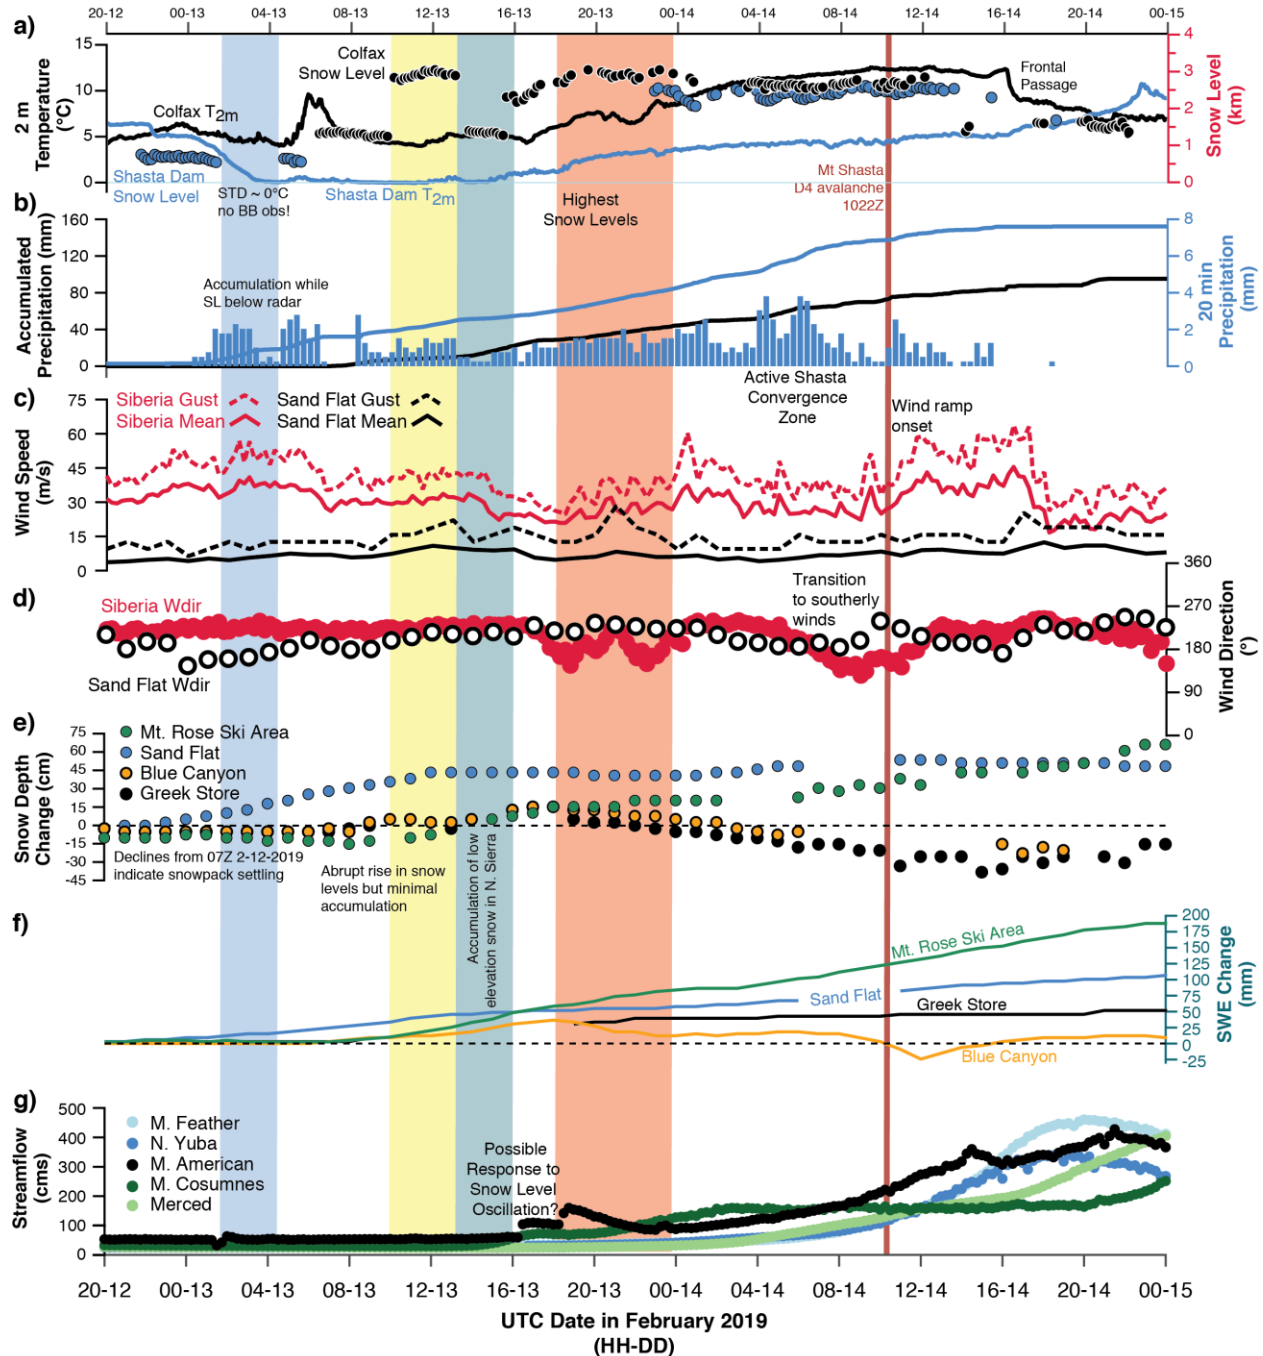 20-12 00-13 04-13 08-13 12-13 16-13 20-13 00-14 04-14 08-14 12-14 16-14 20-14 00-15
a)
2 m
Temperature
(°C)
15
10
5
0
4
3
2
1
0
Snow Level
(km)
Colfax
Snow Level
Colfax T2m
Shasta Dam
Snow Level
STD ~ 0°C
no BB obs!
Shasta Dam T2m
Highest
Snow Levels
Frontal
Passage
Mt Shasta
D4 avalanche
1022Z
b)
Accumulated
Precipitation (mm)
160
120
80
40
0
8
6
4
2
0
20 min
Precipitation
(mm)
Accumulation while
SL below radar
Active Shasta
Convergence
Zone
c)
Wind Speed
(m/s)
75
60
45
30
15
0
Siberia Gust
Siberia Mean
Sand Flat Gust
Sand Flat Mean
Wind ramp
onset
d)
360
270
180
90
0
Wind Direction
(°)
Siberia Wdir
Sand Flat Wdir
Transition
to southerly
winds
e)
Snow Depth
Change (cm)
75
60
45
30
15
0
-15
-30
-45
Mt. Rose Ski Area
Sand Flat
Blue Canyon
Greek Store
Declines from 07Z 2-12-2019
indicate snowpack settling
Abrupt rise in snow
levels but minimal
accumulation
Accumulation of low
elevation snow in N. Sierra
f)
200
175
150
125
100
75
50
25
0
-25
SWE Change
(mm)
Mt. Rose Ski Area
Sand Flat
Greek Store
Blue Canyon
g)
Streamflow
(cms)
500
400
300
200
100
0
M. Feather
N. Yuba
M. American
M. Cosumnes
Merced
Possible
Response to
Snow Level
Oscillation?
20-12 00-13 04-13 08-13 12-13 16-13 20-13 00-14 04-14 08-14 12-14 16-14 20-14 00-15
UTC Date in February 2019
(HH-DD)